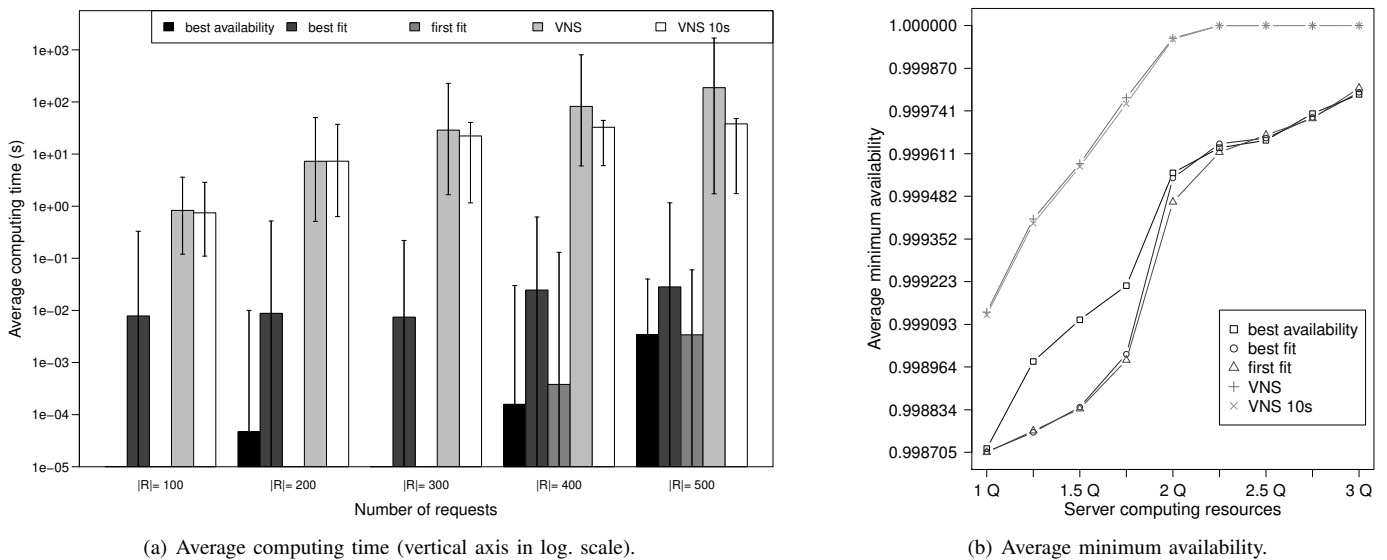 best availability best fit first fit VNS VNS 10s
1e+03
1e+02
1e+01
1e+00
1e−01
1e−02
1e−03
1e−04
1e−05
Average computing time (s)
|R|= 100 |R|= 200 |R|= 300 |R|= 400 |R|= 500
Number of requests
(a) Average computing time (vertical axis in log. scale).
1.000000
0.999870
0.999741
0.999611
0.999482
0.999352
0.999223
0.999093
0.998964
0.998834
0.998705
Average minimum availability
best availability
best fit
first fit
VNS
VNS 10s
1 Q 1.5 Q 2 Q 2.5 Q 3 Q
Server computing resources
(b) Average minimum availability.